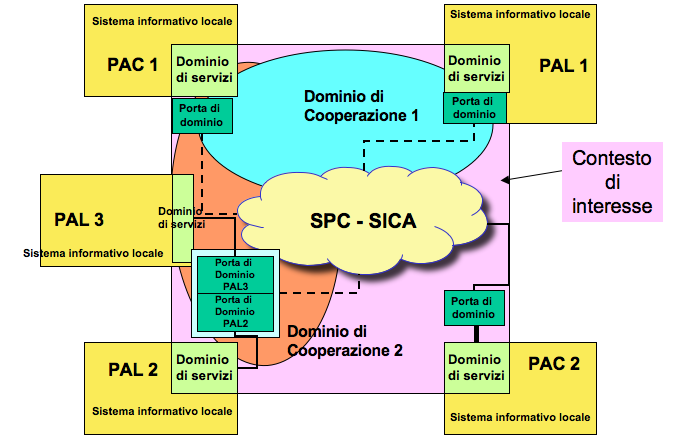 Sistema informativo locale
PAC 1
Dominio
di servizi
Porta di
dominio
Sistema informativo locale
PAL 1
Dominio
di servizi
Porta di
dominio
Dominio di
Cooperazione 1
Contesto
di
interesse
PAL 3
Dominio
di servizi
Sistema informativo locale
SPC - SICA
Porta di
Dominio
PAL3
Porta di
Dominio
PAL2
Porta di
dominio
Dominio di
Cooperazione 2
PAL 2
Dominio
di servizi
Sistema informativo locale
Dominio
di servizi
PAC 2
Sistema informativo locale